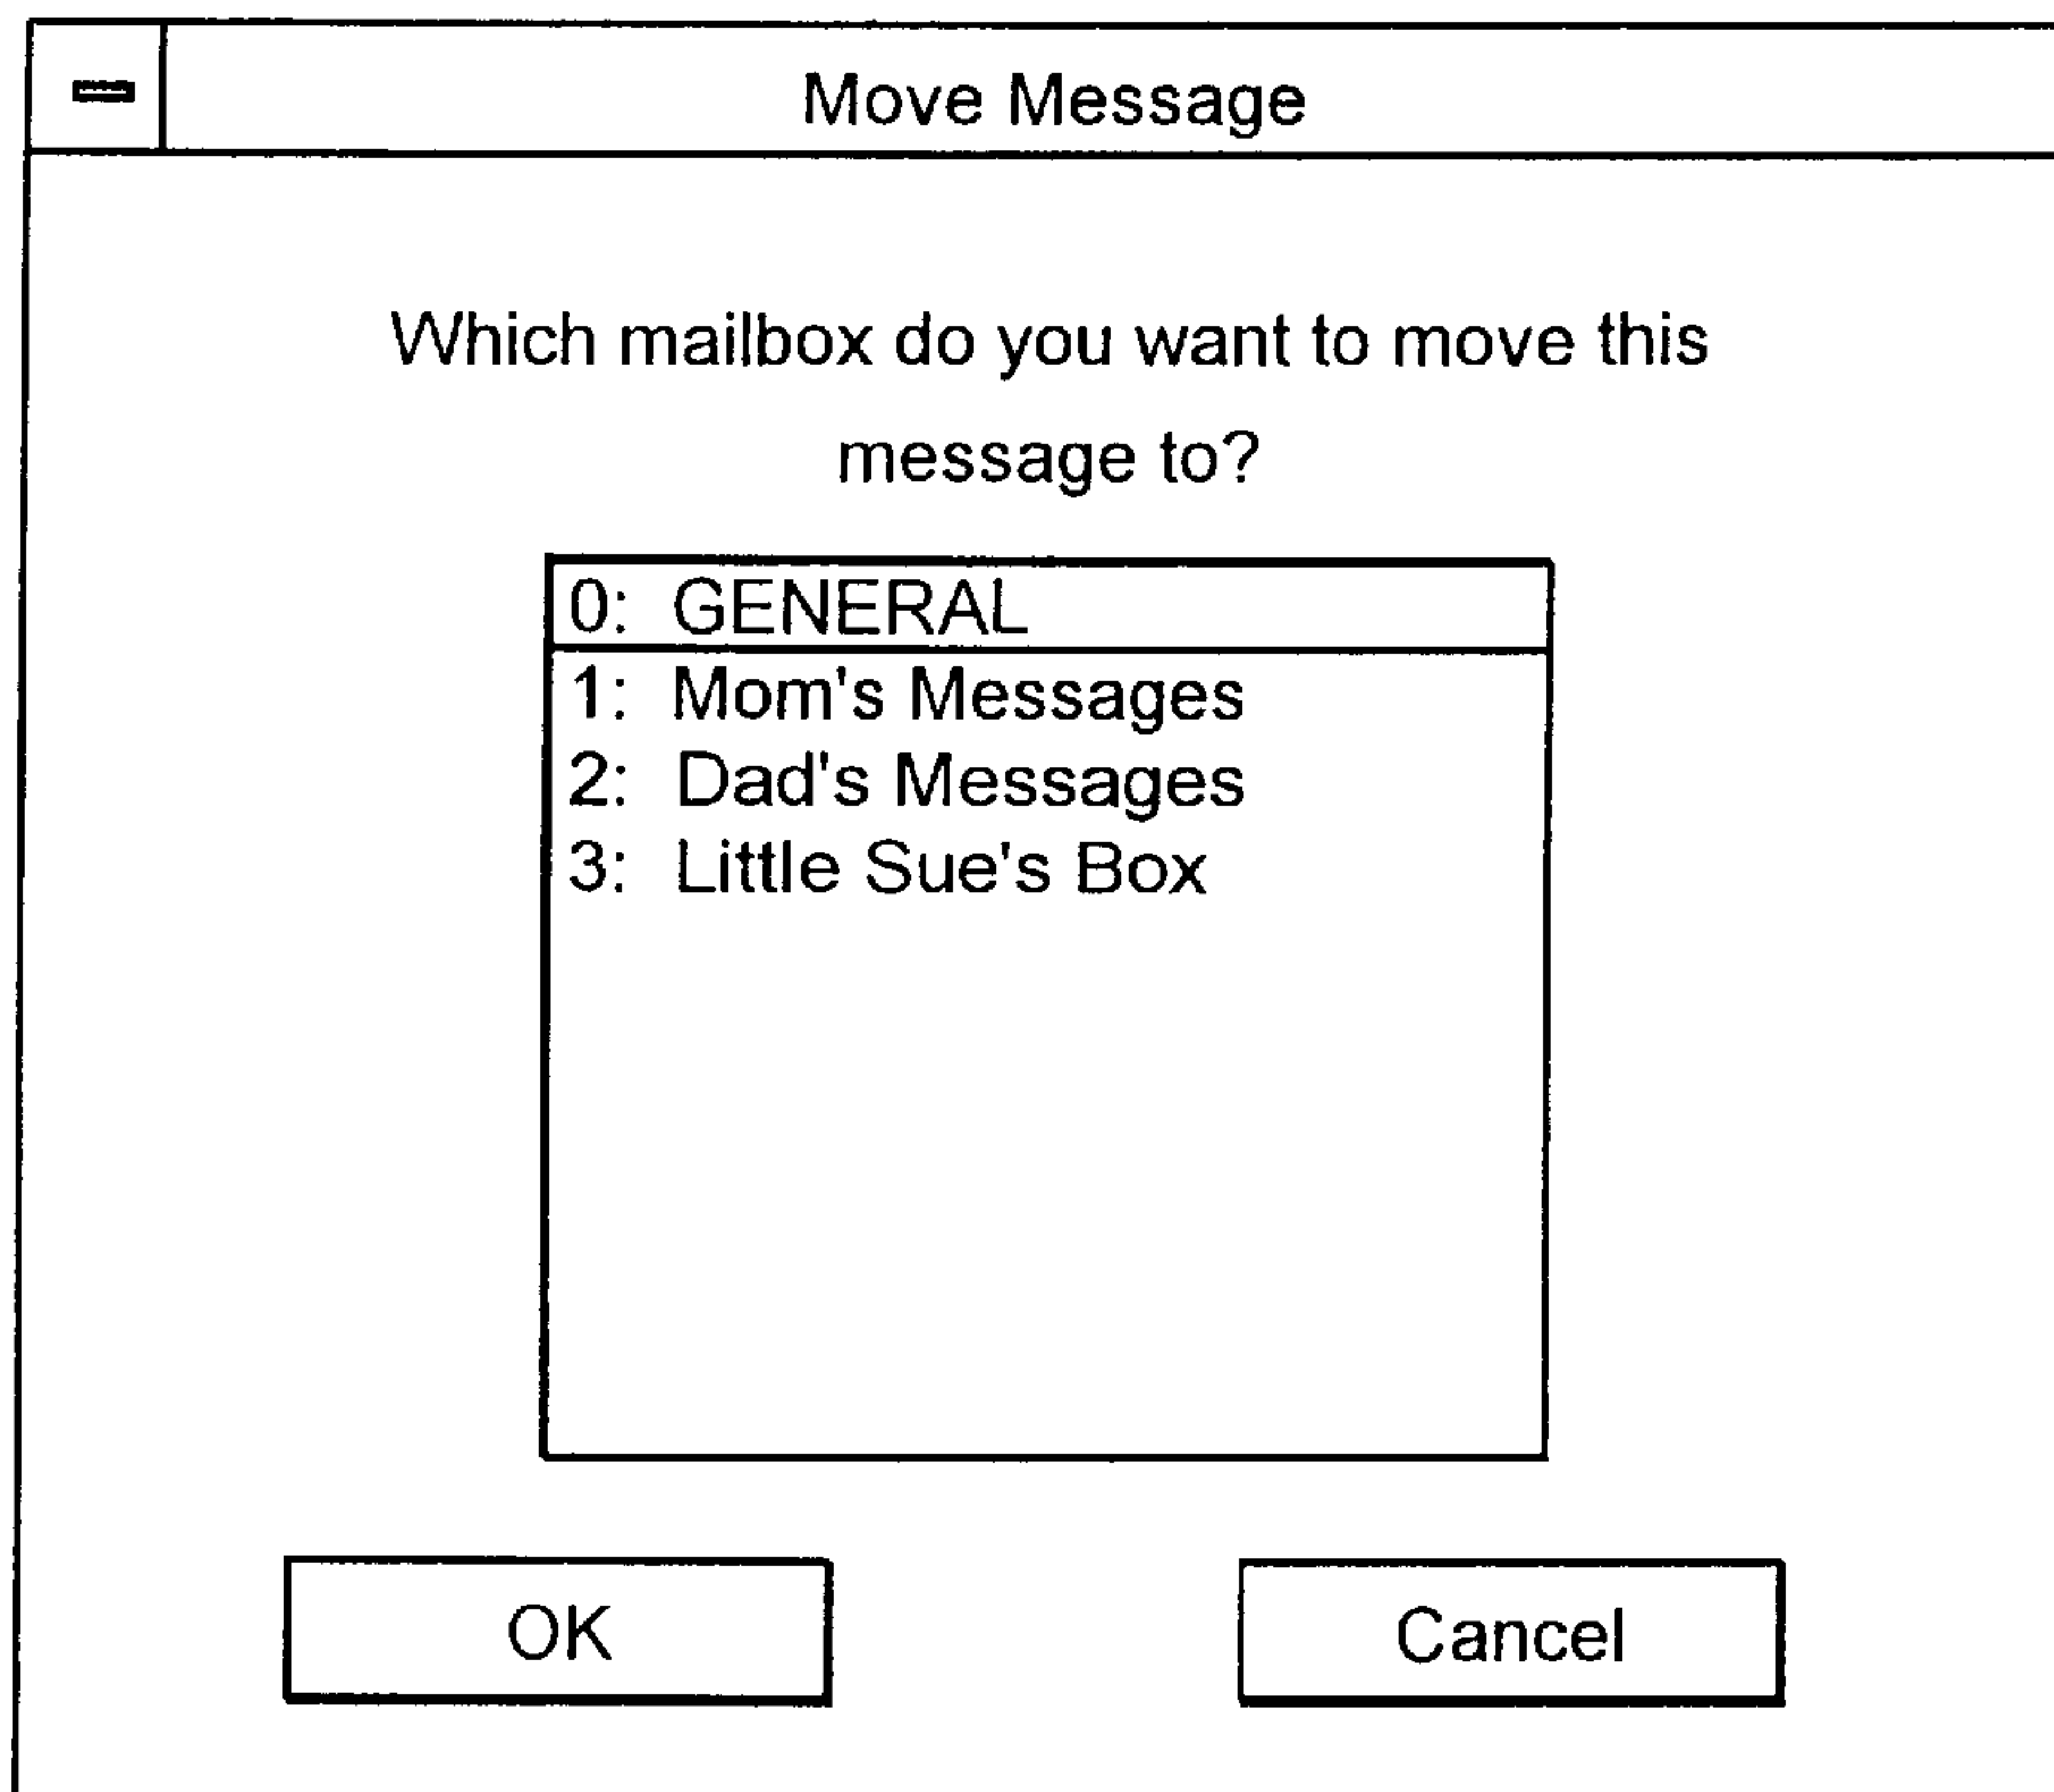 Move Message
Which mailbox do you want to move this
message to?
0: GENERAL
1: Mom's Messages
2: Dad's Messages
3: Little Sue's Box
OK
Cancel